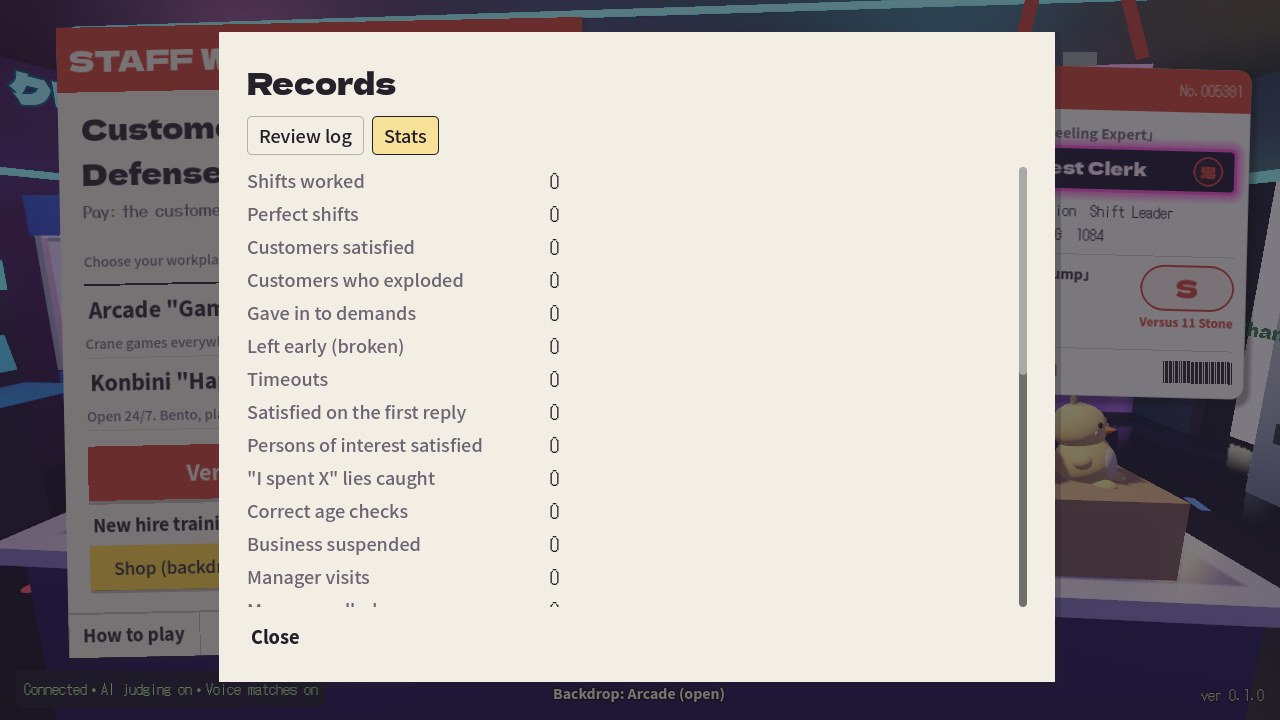 STAFF
Custome
Defense
Pay: the custome
Choose your workpla
Arcade "Gam
Crane games everyw
Konbini "Ha
Open 24/7. Bento, pl
Ver
New hire traini
Shop (backd
How to play
Records
Review log
Stats
Shifts worked 0
Perfect shifts 0
Customers satisfied 0
Customers who exploded 0
Gave in to demands 0
Left early (broken) 0
Timeouts 0
Satisfied on the first reply 0
Persons of interest satisfied 0
"I spent X" lies caught 0
Correct age checks 0
Business suspended 0
Manager visits 0
Close
No. 005381
eeling Expert」
est Clerk
ion Shift Leader
1084
ump」
S
Versus 11 Stone
Connected • AI judging on • Voice matches on
Backdrop: Arcade (open)
ver 0.1.0